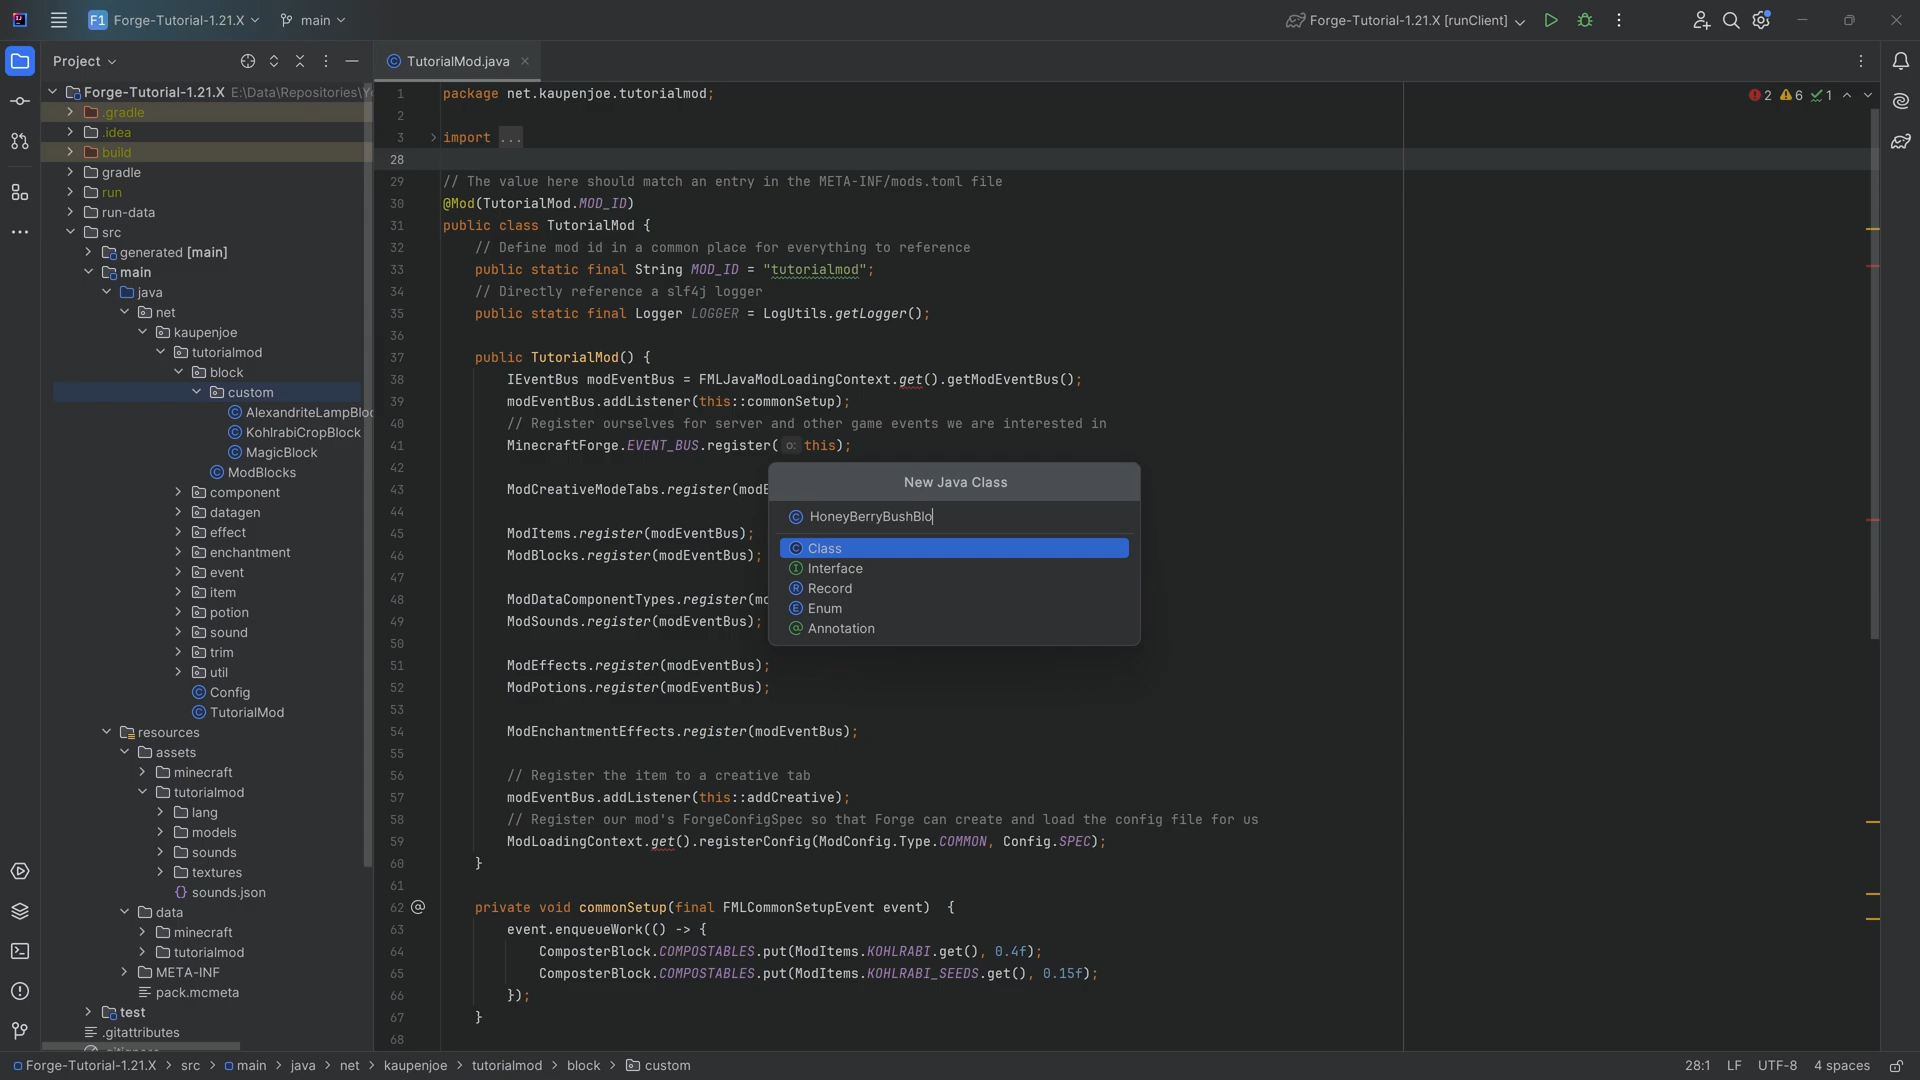 F1 Forge-Tutorial-1.21.X main Forge-Tutorial-1.21.X [runClient]
Project
TutorialMod.java
Forge-Tutorial-1.21.X E:\Data\Repositories\Y
.gradle
.idea
build
gradle
run
run-data
src
generated [main]
main
java
net
kaupenjoe
tutorialmod
block
custom
AlexandriteLampBloc
KohlrabiCropBlock
MagicBlock
ModBlocks
component
datagen
effect
enchantment
event
item
potion
sound
trim
util
Config
TutorialMod
resources
assets
minecraft
tutorialmod
lang
models
sounds
textures
sounds.json
data
minecraft
tutorialmod
META-INF
pack.mcmeta
test
.gitattributes
2 6 1
1 package net.kaupenjoe.tutorialmod;
2
3 import ...
28
29 // The value here should match an entry in the META-INF/mods.toml file
30 @Mod(TutorialMod.MOD_ID)
31 public class TutorialMod {
32 // Define mod id in a common place for everything to reference
33 public static final String MOD_ID = "tutorialmod";
34 // Directly reference a slf4j logger
35 public static final Logger LOGGER = LogUtils.getLogger();
36
37 public TutorialMod() {
38 IEventBus modEventBus = FMLJavaModLoadingContext.get().getModEventBus();
39 modEventBus.addListener(this::commonSetup);
40 // Register ourselves for server and other game events we are interested in
41 MinecraftForge.EVENT_BUS.register( o: this);
42
43 ModCreativeModeTabs.register(modE
44
45 ModItems.register(modEventBus);
46 ModBlocks.register(modEventBus);
47
48 ModDataComponentTypes.register(mo
49 ModSounds.register(modEventBus);
50
51 ModEffects.register(modEventBus);
52 ModPotions.register(modEventBus);
53
54 ModEnchantmentEffects.register(modEventBus);
55
56 // Register the item to a creative tab
57 modEventBus.addListener(this::addCreative);
58 // Register our mod's ForgeConfigSpec so that Forge can create and load the config file for us
59 ModLoadingContext.get().registerConfig(ModConfig.Type.COMMON, Config.SPEC);
60 }
61
62 @ private void commonSetup(final FMLCommonSetupEvent event) {
63 event.enqueueWork(() -> {
64 ComposterBlock.COMPOSTABLES.put(ModItems.KOHLRABI.get(), 0.4f);
65 ComposterBlock.COMPOSTABLES.put(ModItems.KOHLRABI_SEEDS.get(), 0.15f);
66 });
67 }
68
New Java Class
HoneyBerryBushBlo
Class
Interface
Record
Enum
Annotation
Forge-Tutorial-1.21.X > src > main > java > net > kaupenjoe > tutorialmod > block > custom 28:1 LF UTF-8 4 spaces